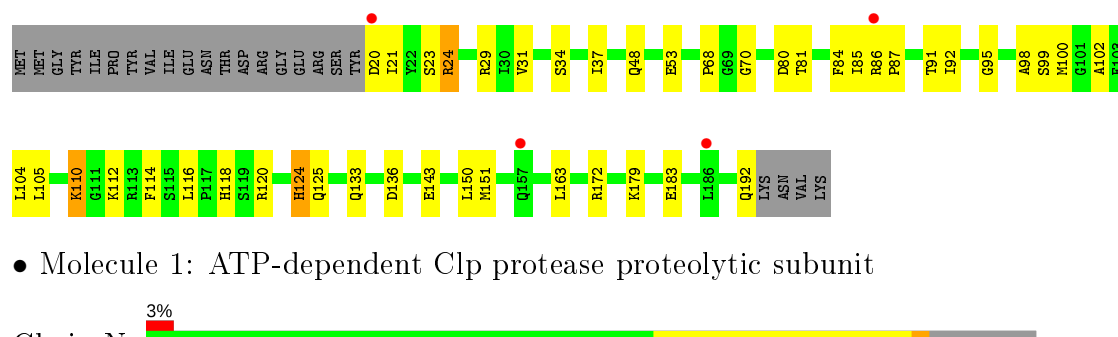 MET MET GLY TYR ILE PRO TYR VAL ILE GLU ASN THR ASP ARG GLY GLU ARG SER TYR D20 I21 Y22 S23 R24 R29 I30 V31 S34 I37 Q48 E53 P68 G69 G70 D80 T81 F84 I85 R86 P87 T91 I92 G95 A98 S99 M100 G101 A102
L104 L105 K110 G111 K112 R113 F114 S115 L116 P117 H118 S119 R120 H124 Q125 Q133 D136 E143 L150 M151 Q157 L163 R172 K179 E183 L186 Q192 LYS ASN VAL LYS
• Molecule 1: ATP-dependent Clp protease proteolytic subunit
3%